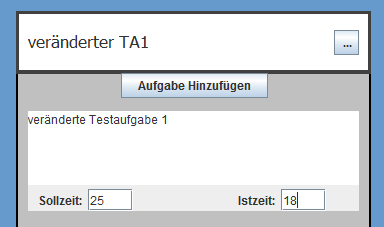 veränderter TA1
...
Aufgabe Hinzufügen
veränderte Testaufgabe 1
Sollzeit: 25 Istzeit: 18